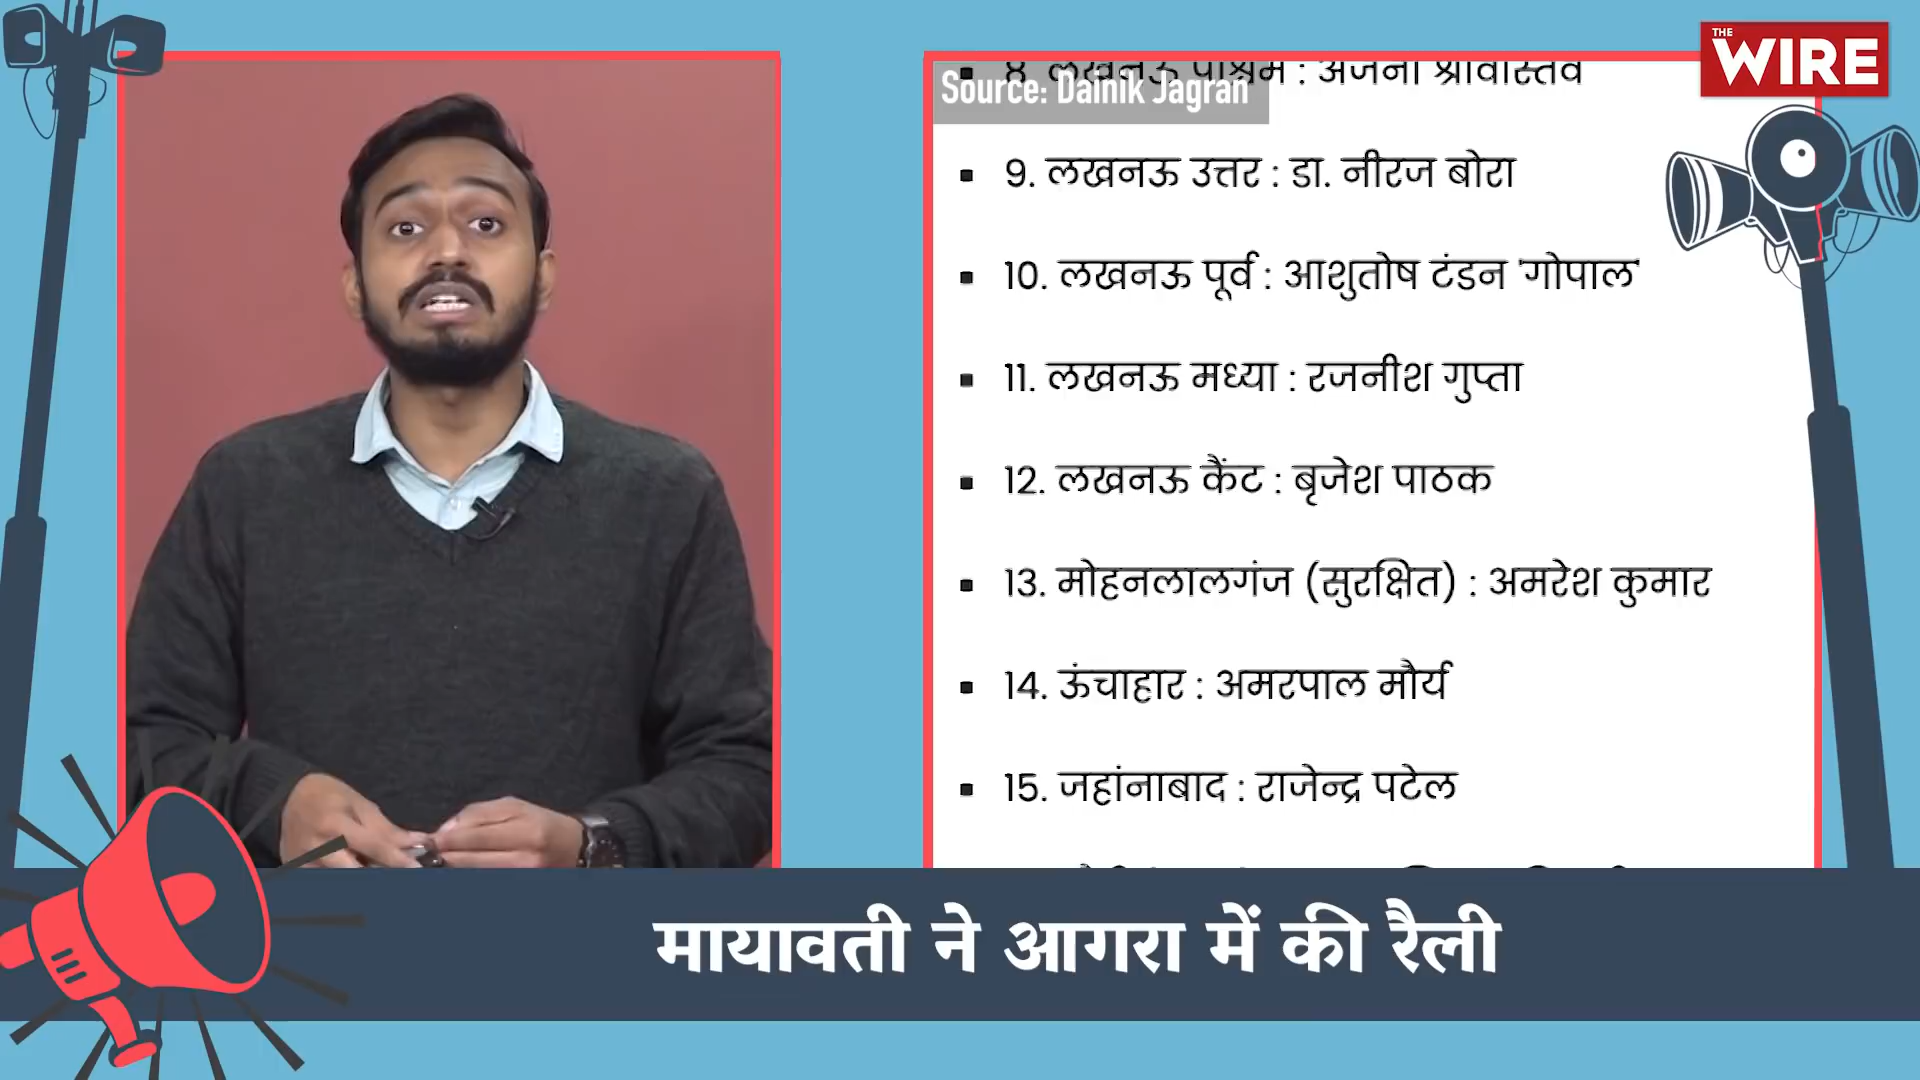 THE
WIRE
Source: Dainik Jagran
9. लखनऊ उत्तर : डा. नीरज बोरा
10. लखनऊ पूर्व : आशुतोष टंडन 'गोपाल'
11. लखनऊ मध्या : रजनीश गुप्ता
12. लखनऊ कैंट : बृजेश पाठक
13. मोहनलालगंज (सुरक्षित) : अमरेश कुमार
14. ऊंचाहार : अमरपाल मौर्य
15. जहांनाबाद : राजेन्द्र पटेल
मायावती ने आगरा में की रैली